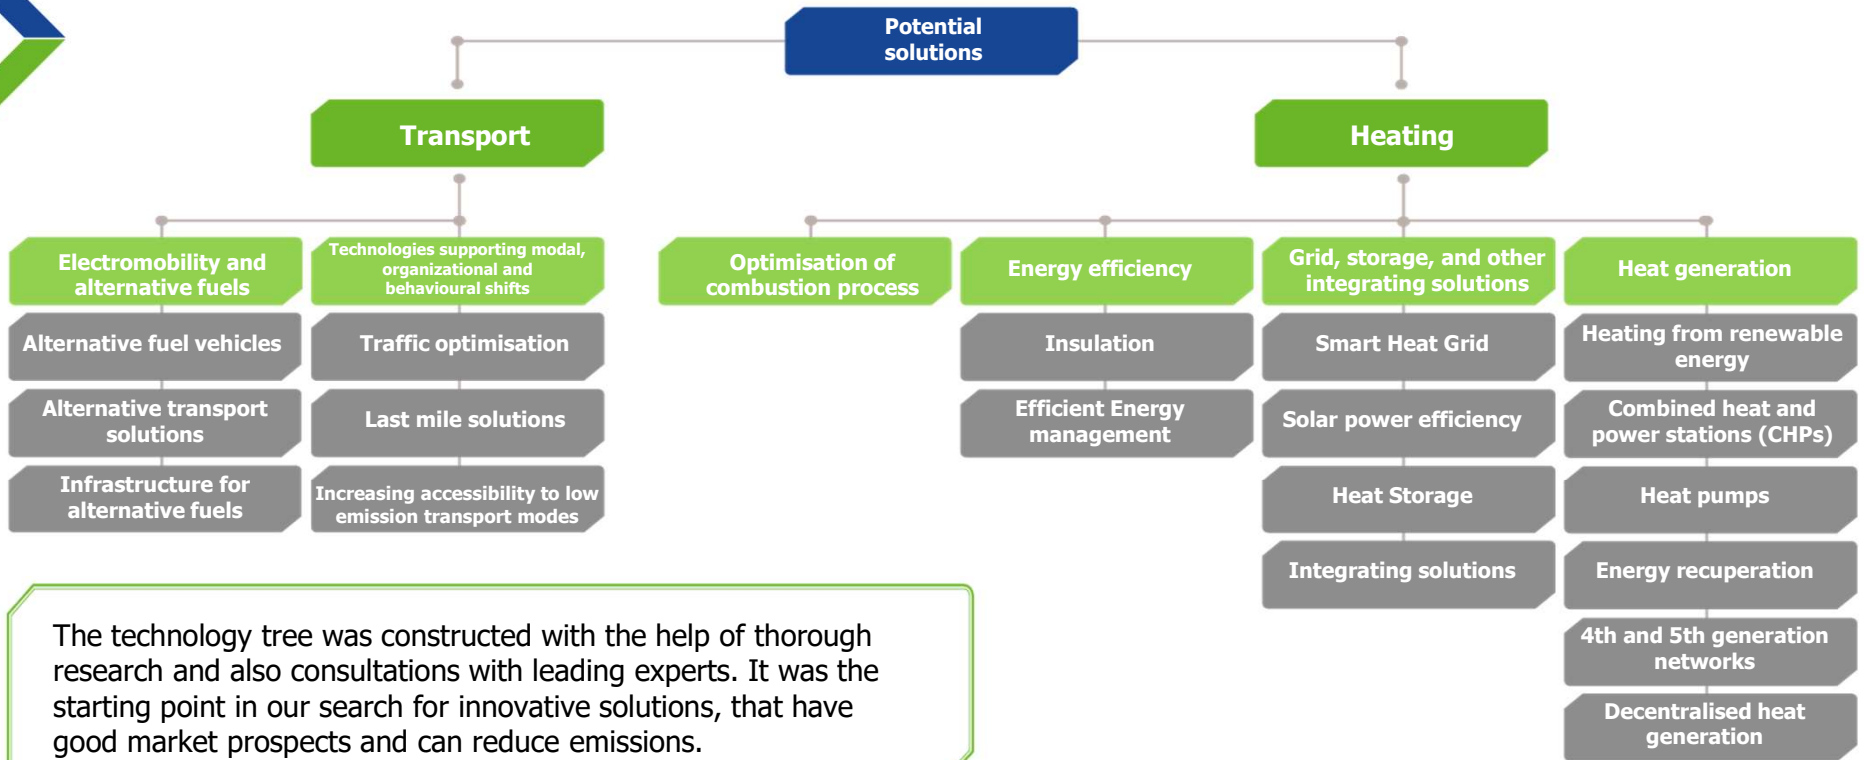 Potential
solutions
Transport
Heating
Electromobility and
alternative fuels
Technologies supporting modal,
organizational and
behavioural shifts
Optimisation of
combustion process
Energy efficiency
Grid, storage, and other
integrating solutions
Heat generation
Alternative fuel vehicles
Traffic optimisation
Insulation
Smart Heat Grid
Heating from renewable
energy
Alternative transport
solutions
Last mile solutions
Efficient Energy
management
Solar power efficiency
Combined heat and
power stations (CHPs)
Infrastructure for
alternative fuels
Increasing accessibility to low
emission transport modes
Heat Storage
Heat pumps
Integrating solutions
Energy recuperation
4th and 5th generation
networks
Decentralised heat
generation
The technology tree was constructed with the help of thorough
research and also consultations with leading experts. It was the
starting point in our search for innovative solutions, that have
good market prospects and can reduce emissions.